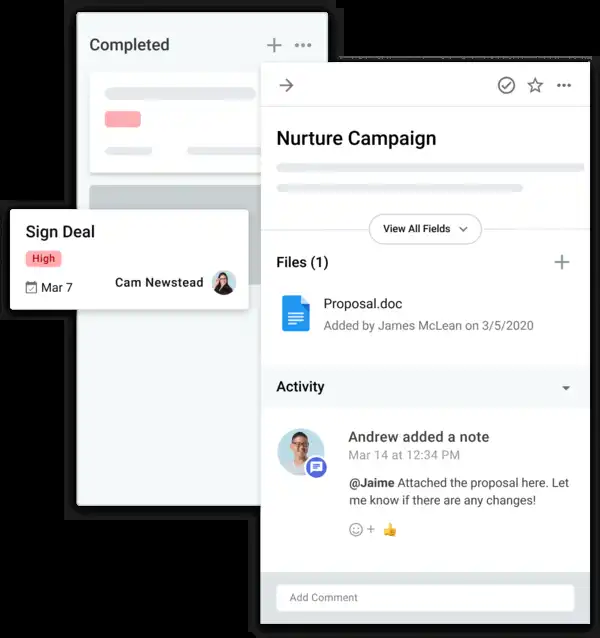 Completed
Sign Deal
High
Mar 7
Cam Newstead
Nurture Campaign
View All Fields
Files (1)
Proposal.doc
Added by James McLean on 3/5/2020
Activity
Andrew added a note
Mar 14 at 12:34 PM
@Jaime Attached the proposal here. Let
me know if there are any changes!
Add Comment